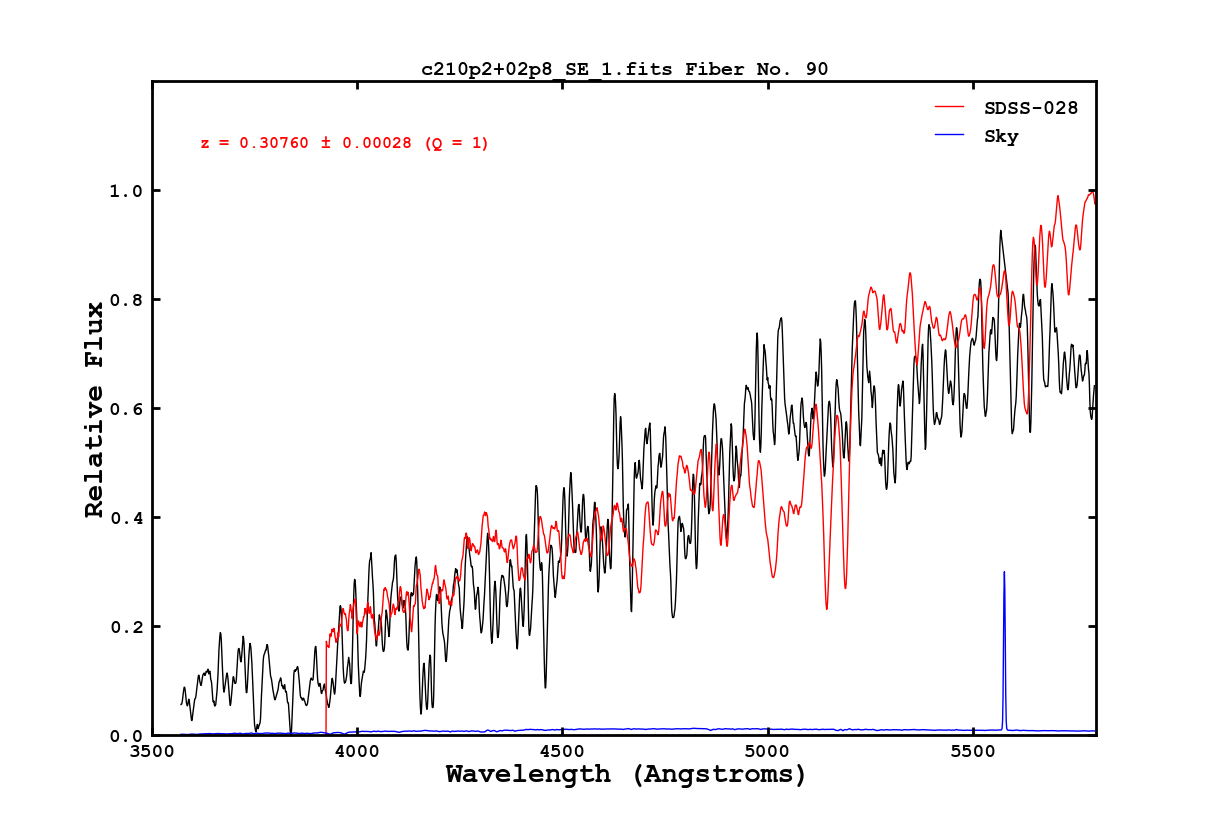 c210p2+02p8_SE_1.fits Fiber No. 90
SDSS-028
Sky
z = 0.30760 ± 0.00028 (Q = 1)
1.0
0.8
0.6
0.4
0.2
0.0
Relative Flux
3500 4000 4500 5000 5500
Wavelength (Angstroms)